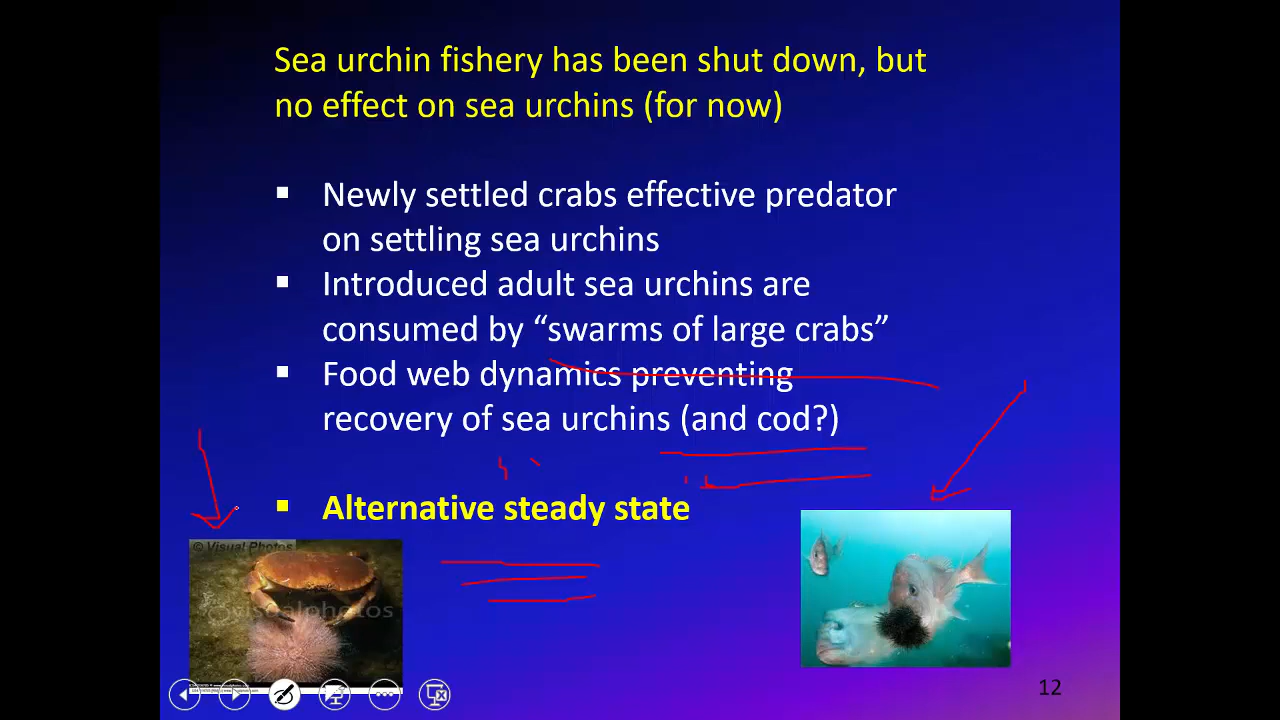 Sea urchin fishery has been shut down, but
no effect on sea urchins (for now)
▪ Newly settled crabs effective predator
on settling sea urchins
▪ Introduced adult sea urchins are
consumed by “swarms of large crabs”
▪ Food web dynamics preventing
recovery of sea urchins (and cod?)
▪ Alternative steady state
© Visual Photos
visualphotos
12